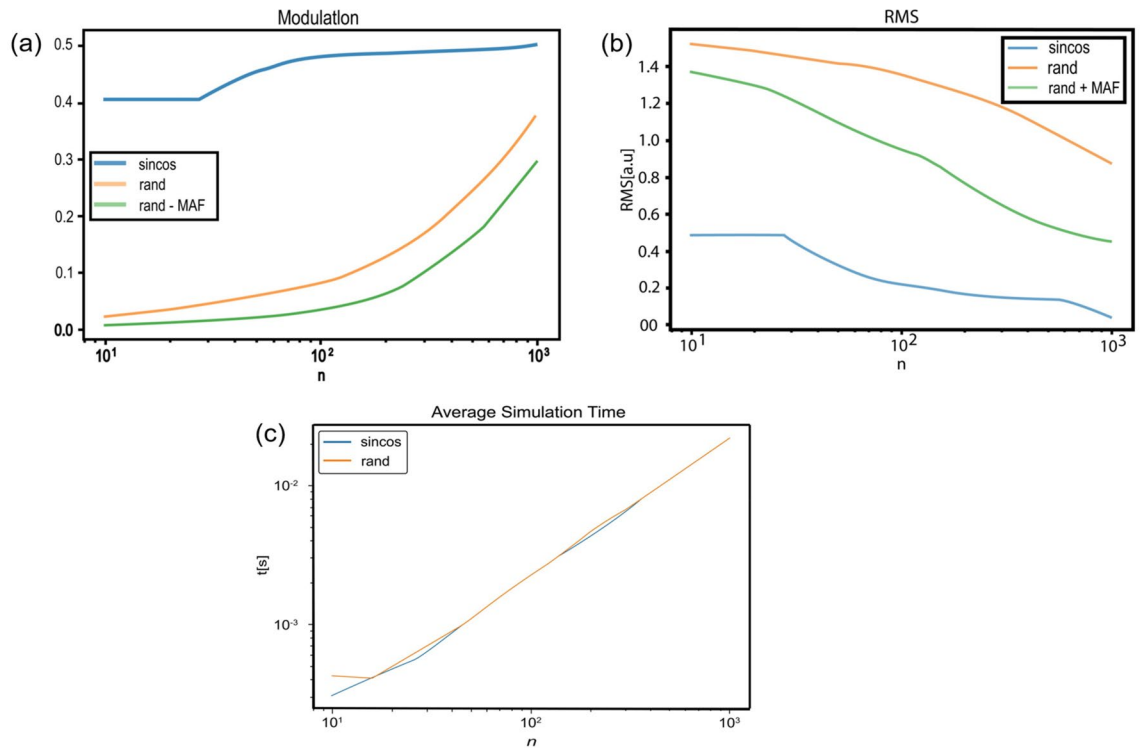 (a)
Modulation
0.5
0.4
0.3
0.2
0.1
0.0
sincos
rand
rand - MAF
10¹
10²
10³
n
(b)
RMS
RMS[a.u]
1.4
1.2
1.0
0.8
0.6
0.4
0.2
00
sincos
rand
rand + MAF
10¹
10²
10³
n
(c)
Average Simulation Time
sincos
rand
t[s]
10⁻²
10⁻³
10¹
10²
10³
n